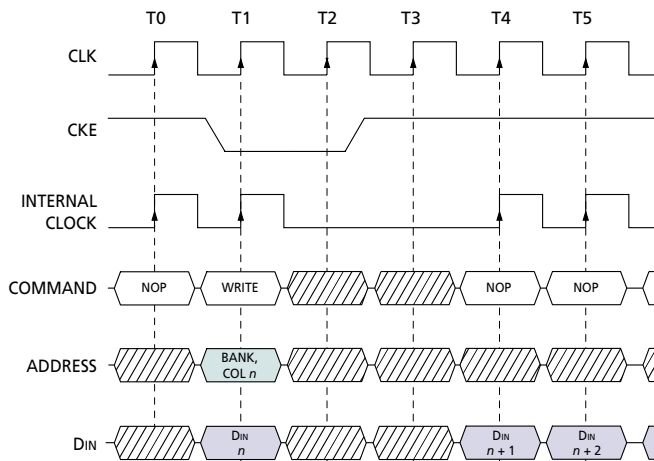 T0 T1 T2 T3 T4 T5
CLK
CKE
INTERNAL
CLOCK
COMMAND NOP WRITE NOP NOP
ADDRESS BANK,
COL n
DIN DIN
n DIN
n + 1 DIN
n + 2